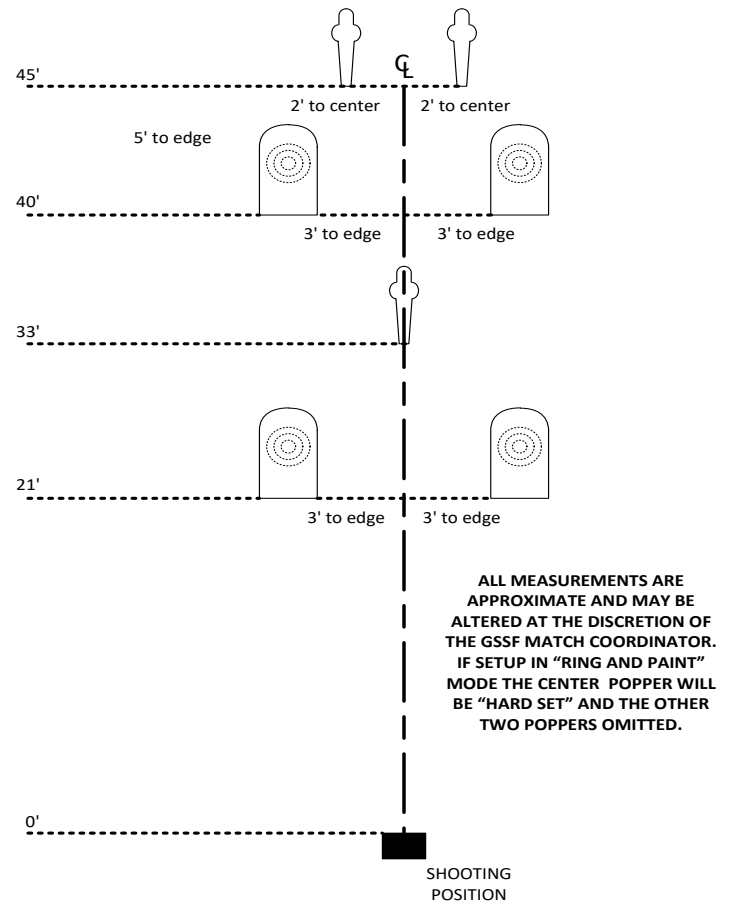 ℄
45'
2' to center 2' to center
5' to edge
40'
3' to edge 3' to edge
33'
21'
3' to edge 3' to edge
ALL MEASUREMENTS ARE
APPROXIMATE AND MAY BE
ALTERED AT THE DISCRETION OF
THE GSSF MATCH COORDINATOR.
IF SETUP IN “RING AND PAINT”
MODE THE CENTER POPPER WILL
BE “HARD SET” AND THE OTHER
TWO POPPERS OMITTED.
0'
SHOOTING
POSITION